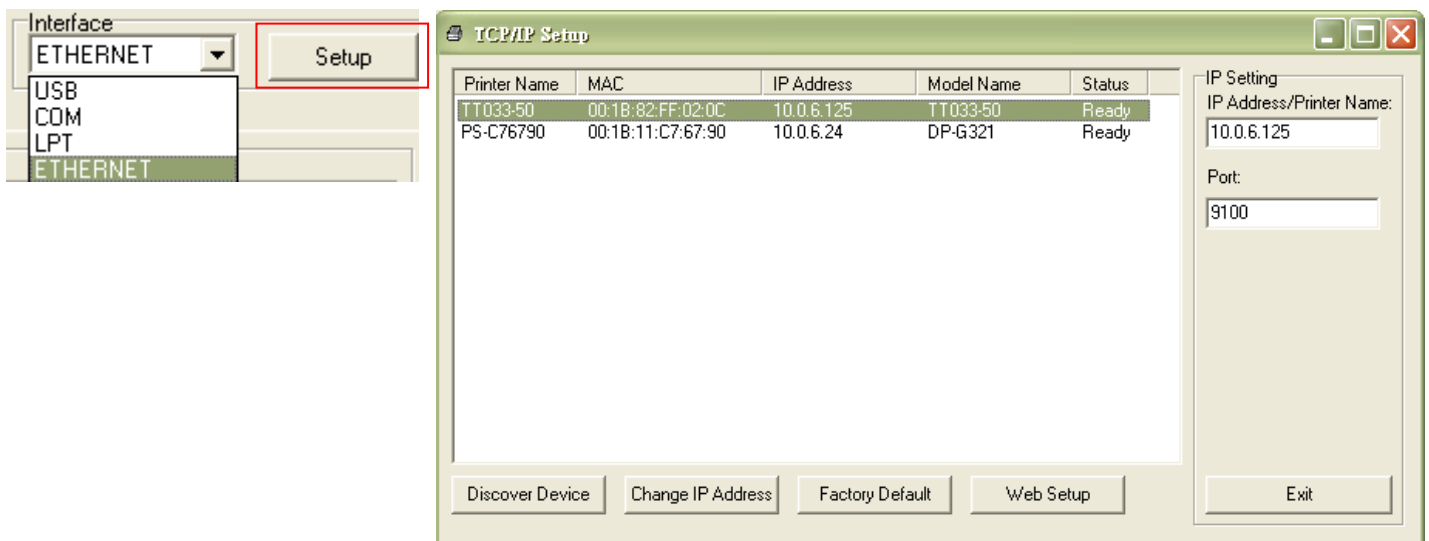 Interface
ETHERNET
Setup
USB
COM
LPT
ETHERNET
TCP/IP Setup
Printer Name MAC IP Address Model Name Status
TT033-50 00:1B:82:FF:02:0C 10.0.6.125 TT033-50 Ready
PS-C76790 00:1B:11:C7:67:90 10.0.6.24 DP-G321 Ready
IP Setting
IP Address/Printer Name:
10.0.6.125
Port:
9100
Discover Device Change IP Address Factory Default Web Setup Exit